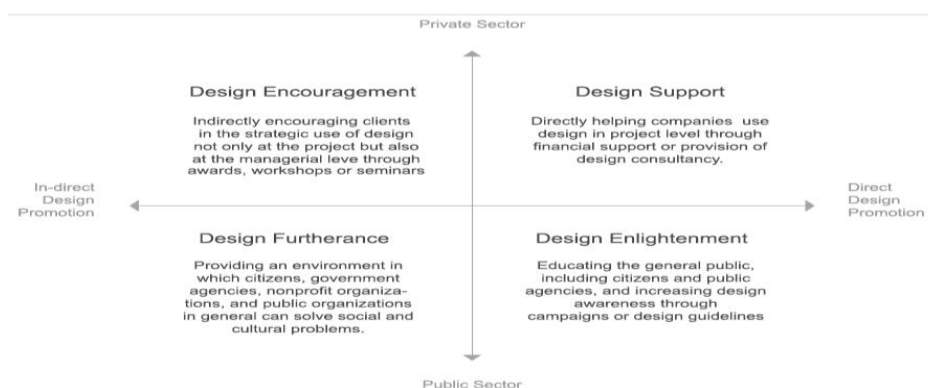 Private Sector
Design Encouragement
Indirectly encouraging clients
in the strategic use of design
not only at the project but also
at the managerial leve through
awards, workshops or seminars
Design Support
Directly helping companies use
design in project level through
financial support or provision of
design consultancy.
In-direct
Design
Promotion
Direct
Design
Promotion
Design Furtherance
Providing an environment in
which citizens, government
agencies, nonprofit organiza-
tions, and public organizations
in general can solve social and
cultural problems.
Design Enlightenment
Educating the general public,
including citizens and public
agencies, and increasing design
awareness through
campaigns or design guidelines
Public Sector